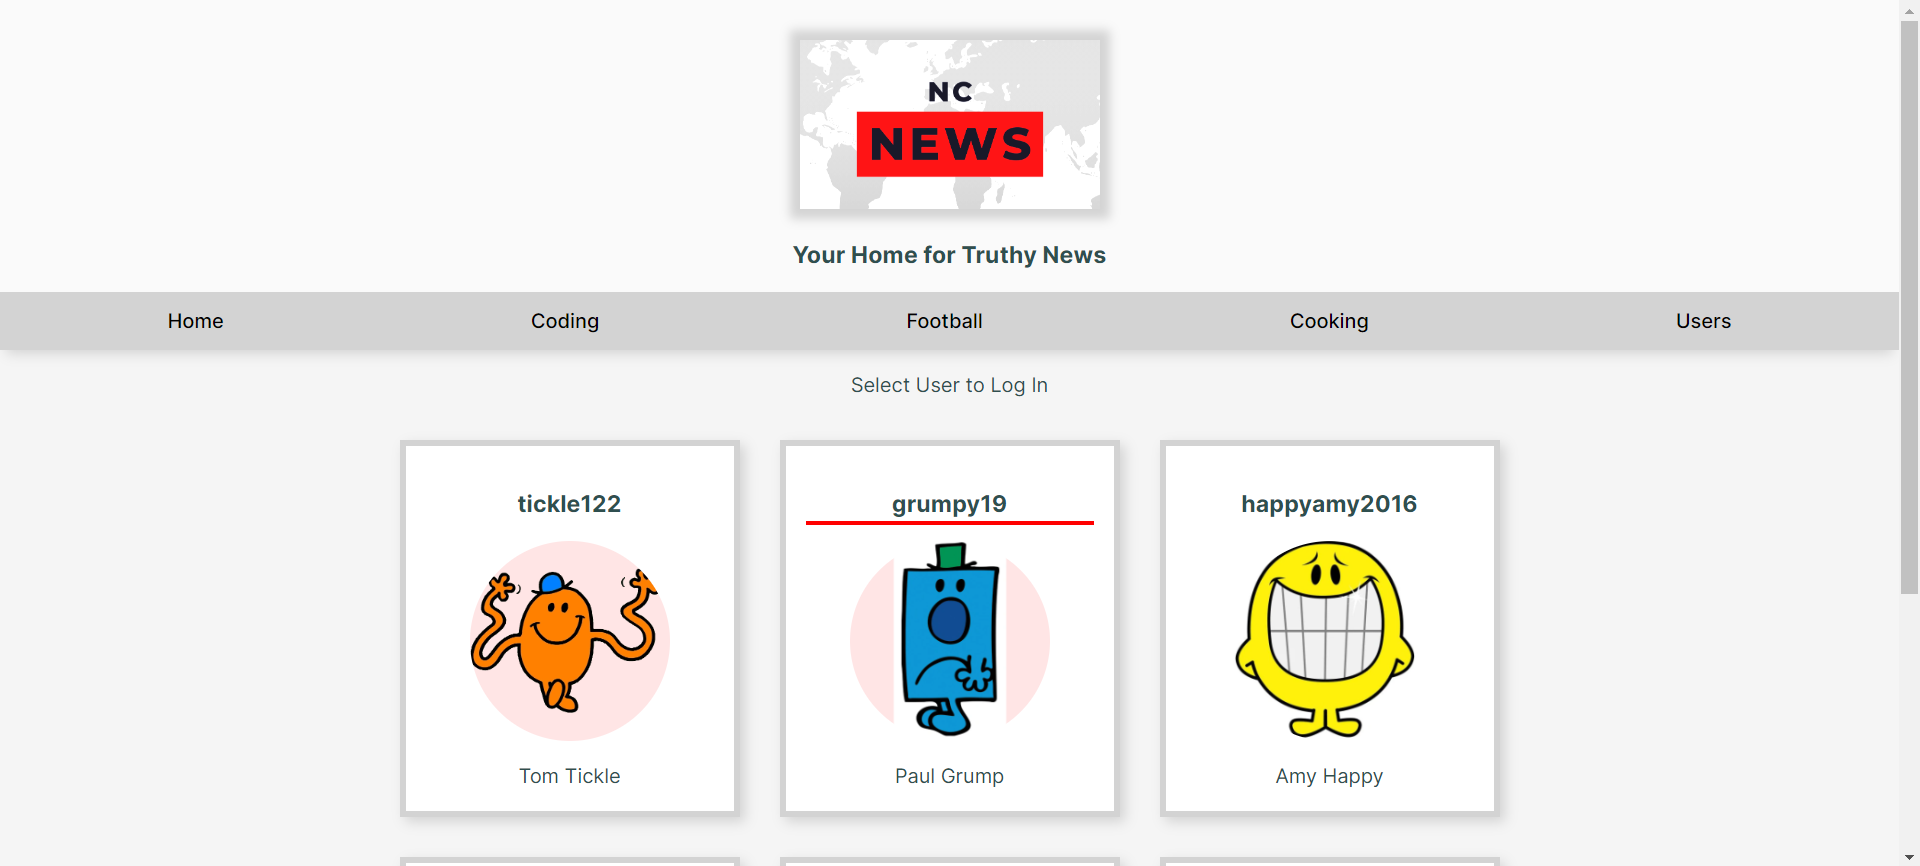 NC
NEWS
Your Home for Truthy News
Home Coding Football Cooking Users
Select User to Log In
tickle122 grumpy19 happyamy2016
Tom Tickle Paul Grump Amy Happy